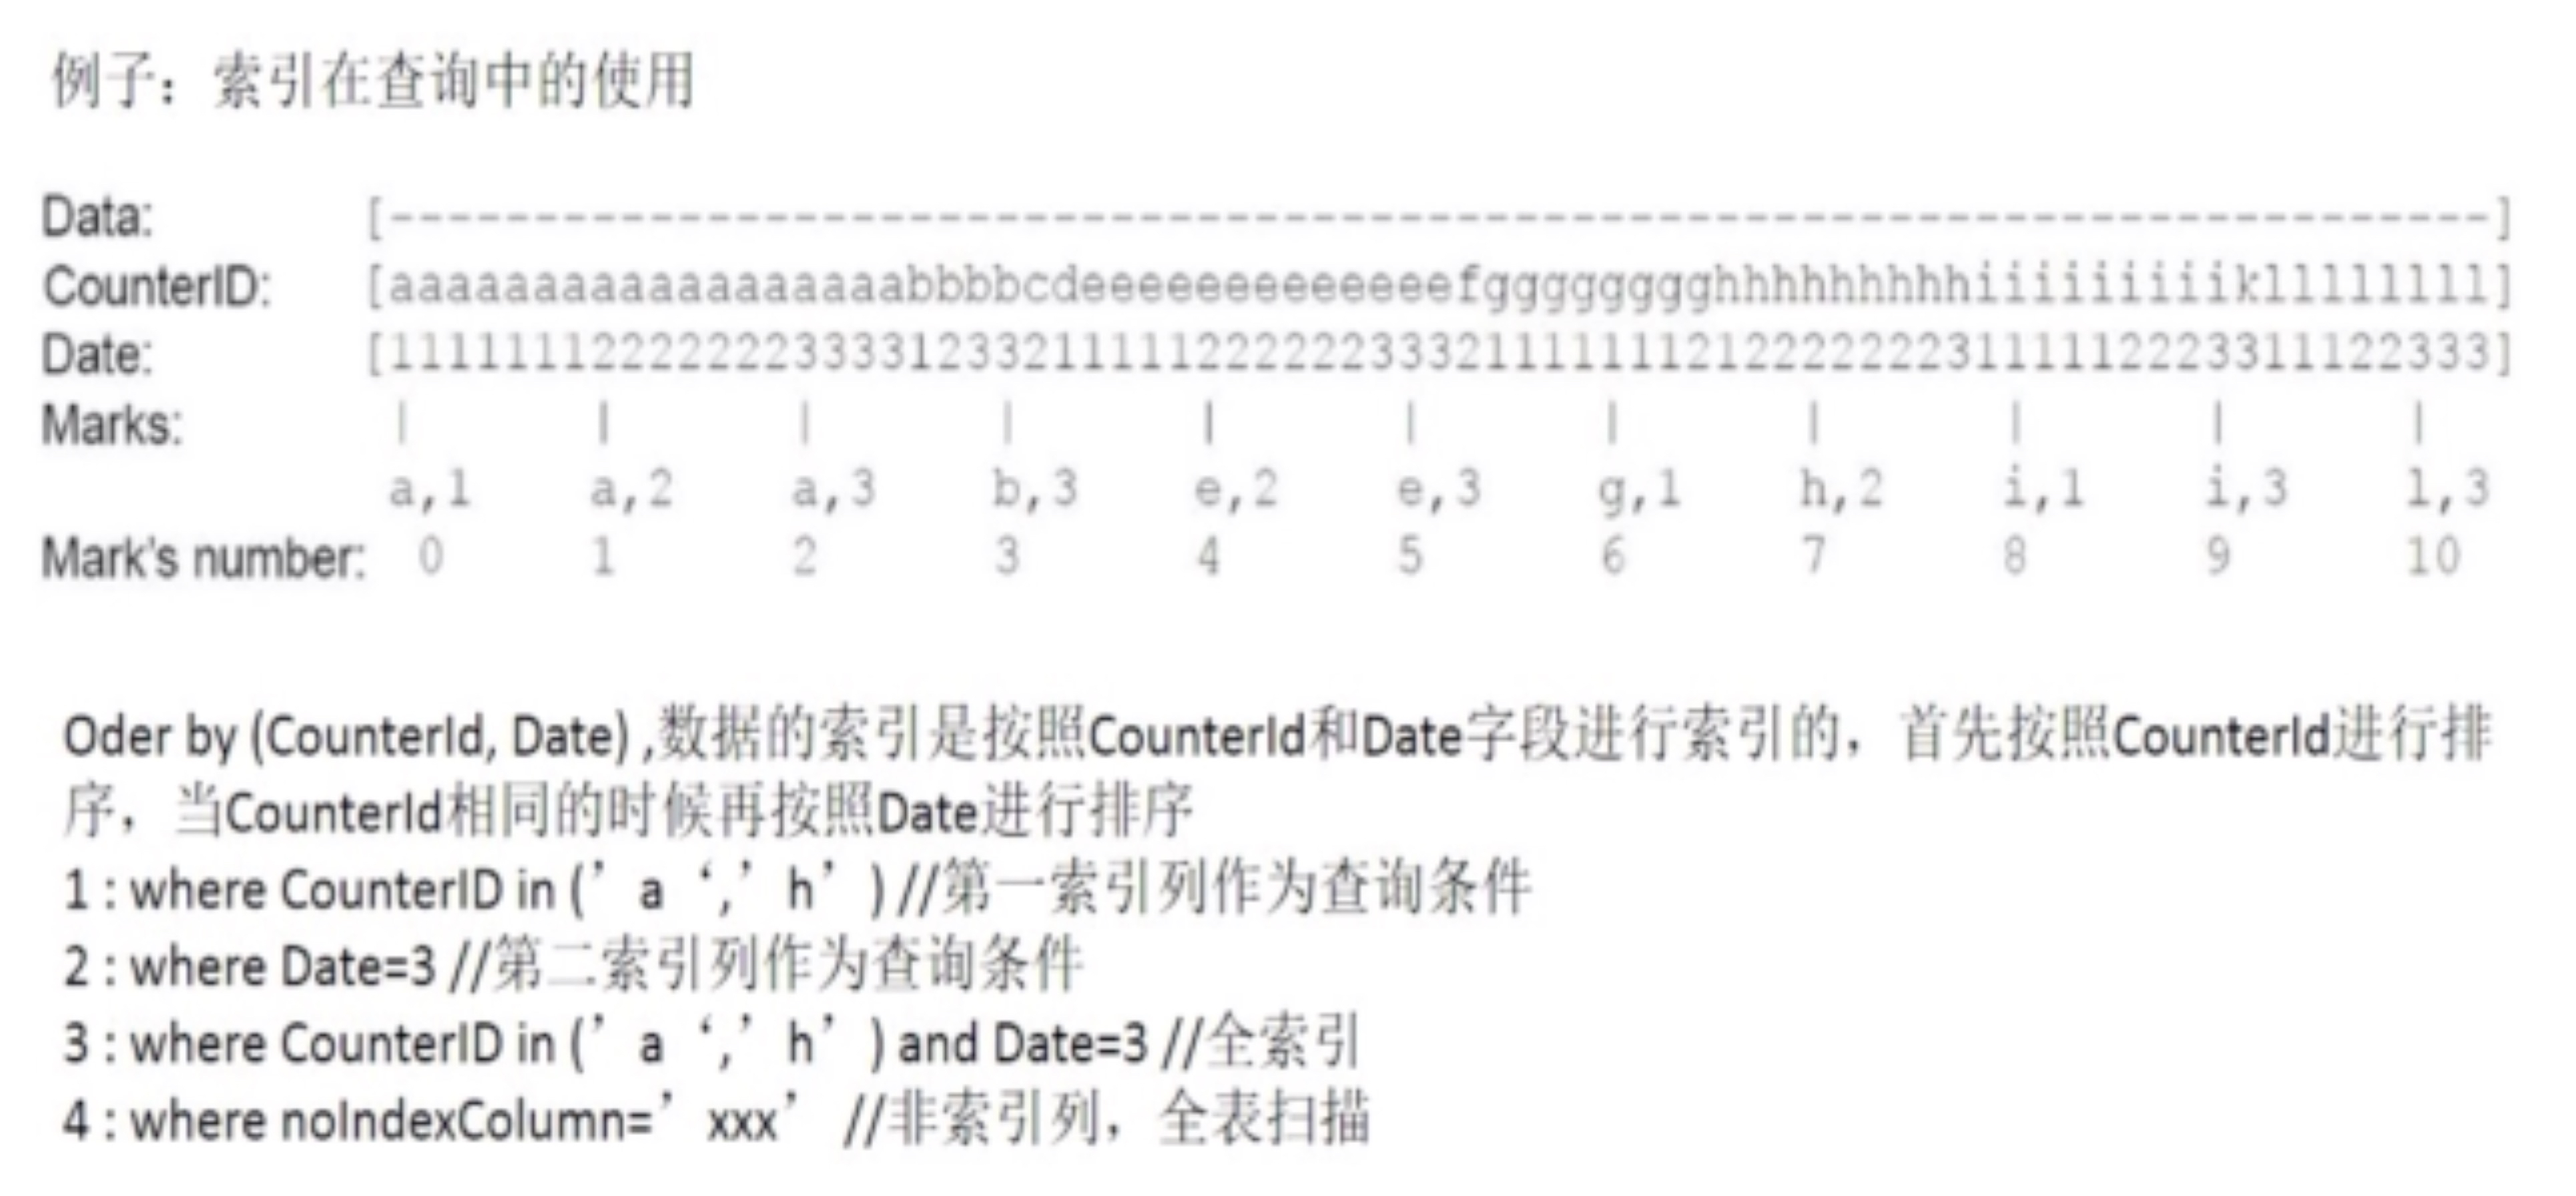 例子：索引在查询中的使用
Data: [-------------------------------------------------------------------------]
CounterID: [aaaaaaaaaaaaaaaaaabbbbcdeeeeeeeeeeeeefgggggggghhhhhhhhhiiiiiiiiikllllllll]
Date: [1111111222222233331233211111222222333211111112122222223111112223311122333]
Marks: | | | | | | | | | | |
a,1 a,2 a,3 b,3 e,2 e,3 g,1 h,2 i,1 i,3 l,3
Mark's number: 0 1 2 3 4 5 6 7 8 9 10
Oder by (CounterId, Date) ,数据的索引是按照CounterId和Date字段进行索引的，首先按照CounterId进行排
序，当CounterId相同的时候再按照Date进行排序
1 : where CounterID in (’ a ‘,’ h’ ) //第一索引列作为查询条件
2 : where Date=3 //第二索引列作为查询条件
3 : where CounterID in (’ a ‘,’ h’ ) and Date=3 //全索引
4 : where noIndexColumn=’ xxx’ //非索引列，全表扫描